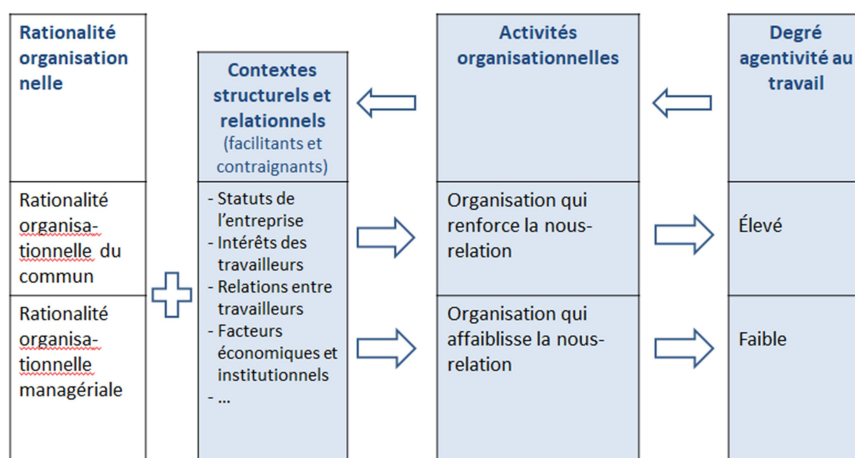 Rationalité
organisation
nelle
Contextes
structurels et
relationnels
(facilitants et
contraignants)
Activités
organisationnelles
Degré
agentivité au
travail
Rationalité
organisa-
tionnelle du
commun
- Statuts de
l'entreprise
- Intérêts des
travailleurs
- Relations entre
travailleurs
- Facteurs
économiques et
institutionnels
- ...
Organisation qui
renforce la nous-
relation
Élevé
Rationalité
organisa-
tionnelle
managériale
Organisation qui
affaiblisse la nous-
relation
Faible